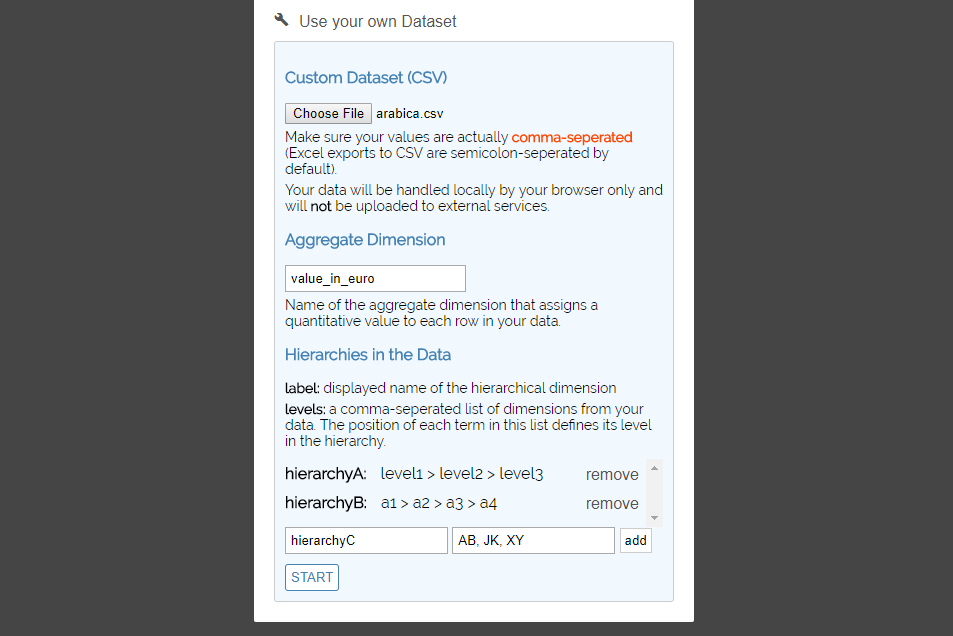 Use your own Dataset
Custom Dataset (CSV)
Choose File arabica.csv
Make sure your values are actually comma-seperated
(Excel exports to CSV are semicolon-seperated by
default).
Your data will be handled locally by your browser only and
will not be uploaded to external services.
Aggregate Dimension
value_in_euro
Name of the aggregate dimension that assigns a
quantitative value to each row in your data.
Hierarchies in the Data
label: displayed name of the hierarchical dimension
levels: a comma-seperated list of dimensions from your
data. The position of each term in this list defines its level
in the hierarchy.
hierarchyA: level1 > level2 > level3 remove
hierarchyB: a1 > a2 > a3 > a4 remove
hierarchyC AB, JK, XY add
START